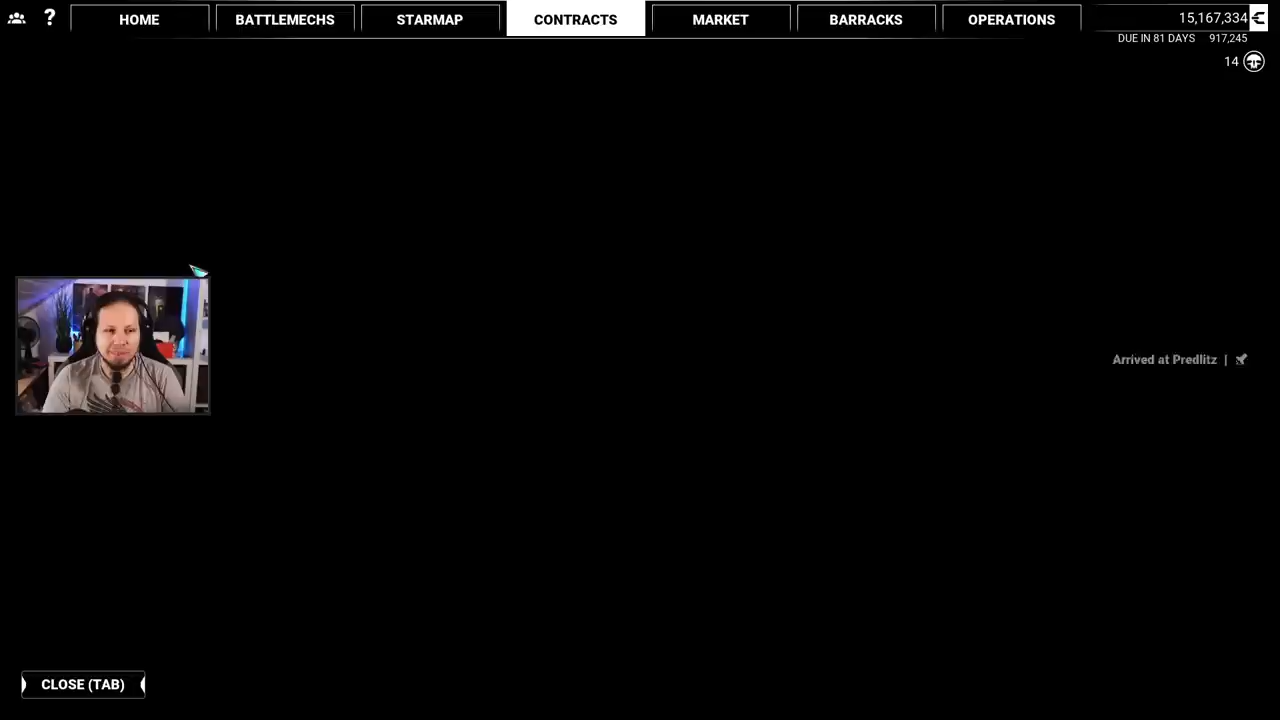 ?
HOME
BATTLEMECHS
STARMAP
CONTRACTS
MARKET
BARRACKS
OPERATIONS
15,167,334
DUE IN 81 DAYS 917,245
14
Arrived at Predlitz |
CLOSE (TAB)